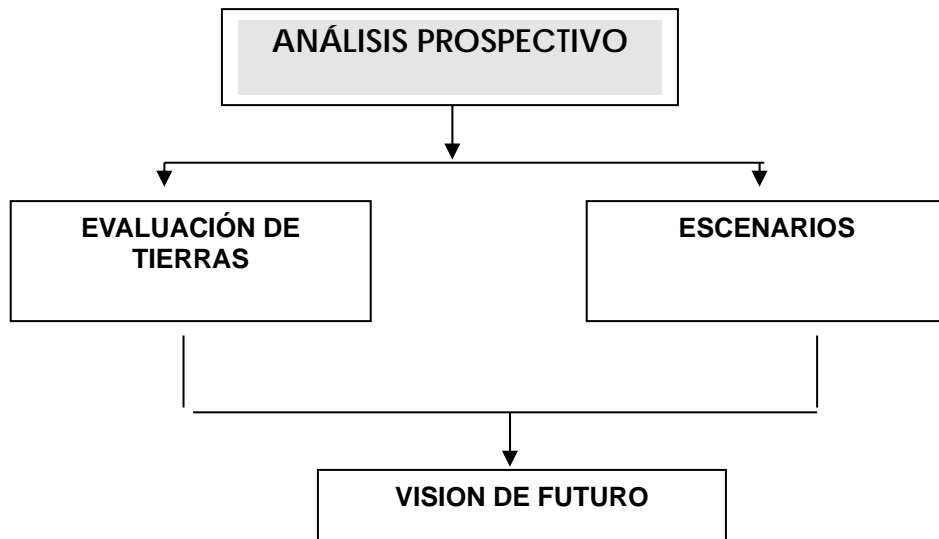 ANÁLISIS PROSPECTIVO
EVALUACIÓN DE
TIERRAS
ESCENARIOS
VISION DE FUTURO